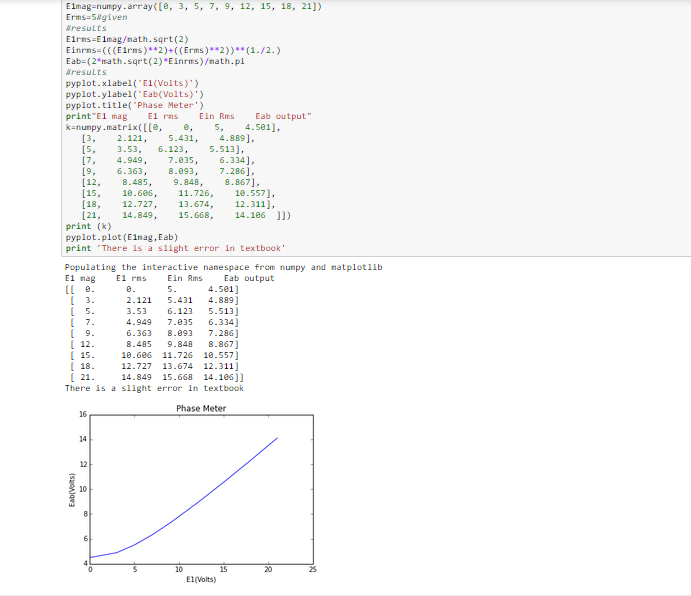 E1mag=numpy.array([0, 3, 5, 7, 9, 12, 15, 18, 21])
Erms=5#given
#results
E1rms=E1mag/math.sqrt(2)
Einrms=(((E1rms)**2)+((Erms)**2))**(1./2.)
Eab=(2*math.sqrt(2)*Einrms)/math.pi
#results
pyplot.xlabel('E1(Volts)')
pyplot.ylabel('Eab(Volts)')
pyplot.title('Phase Meter')
print"E1 mag    E1 rms    Ein Rms    Eab output"
k=numpy.matrix([[0,    0,    5,    4.501],
[3,    2.121,    5.431,    4.889],
[5,    3.53,    6.123,    5.513],
[7,    4.949,    7.035,    6.334],
[9,    6.363,    8.093,    7.286],
[12,    8.485,    9.848,    8.867],
[15,    10.606,    11.726,    10.557],
[18,    12.727,    13.674,    12.311],
[21,    14.849,    15.668,    14.106  ]])
print (k)
pyplot.plot(E1mag,Eab)
print 'There is a slight error in textbook'
Populating the interactive namespace from numpy and matplotlib
E1 mag    E1 rms    Ein Rms    Eab output
[[  0.      0.      5.      4.501]
[  3.      2.121   5.431   4.889]
[  5.      3.53    6.123   5.513]
[  7.      4.949   7.035   6.334]
[  9.      6.363   8.093   7.286]
[ 12.      8.485   9.848   8.867]
[ 15.     10.606  11.726  10.557]
[ 18.     12.727  13.674  12.311]
[ 21.     14.849  15.668  14.106]]
There is a slight error in textbook
Phase Meter
16
14
12
10
8
6
4
Eab(Volts)
0 5 10 15 20 25
E1(Volts)